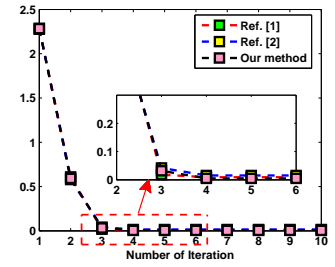 2.5
2
1.5
1
0.5
0
Ref. [1]
Ref. [2]
Our method
0.2
0.1
0
2 3 4 5 6
1 2 3 4 5 6 7 8 9 10
Number of Iteration